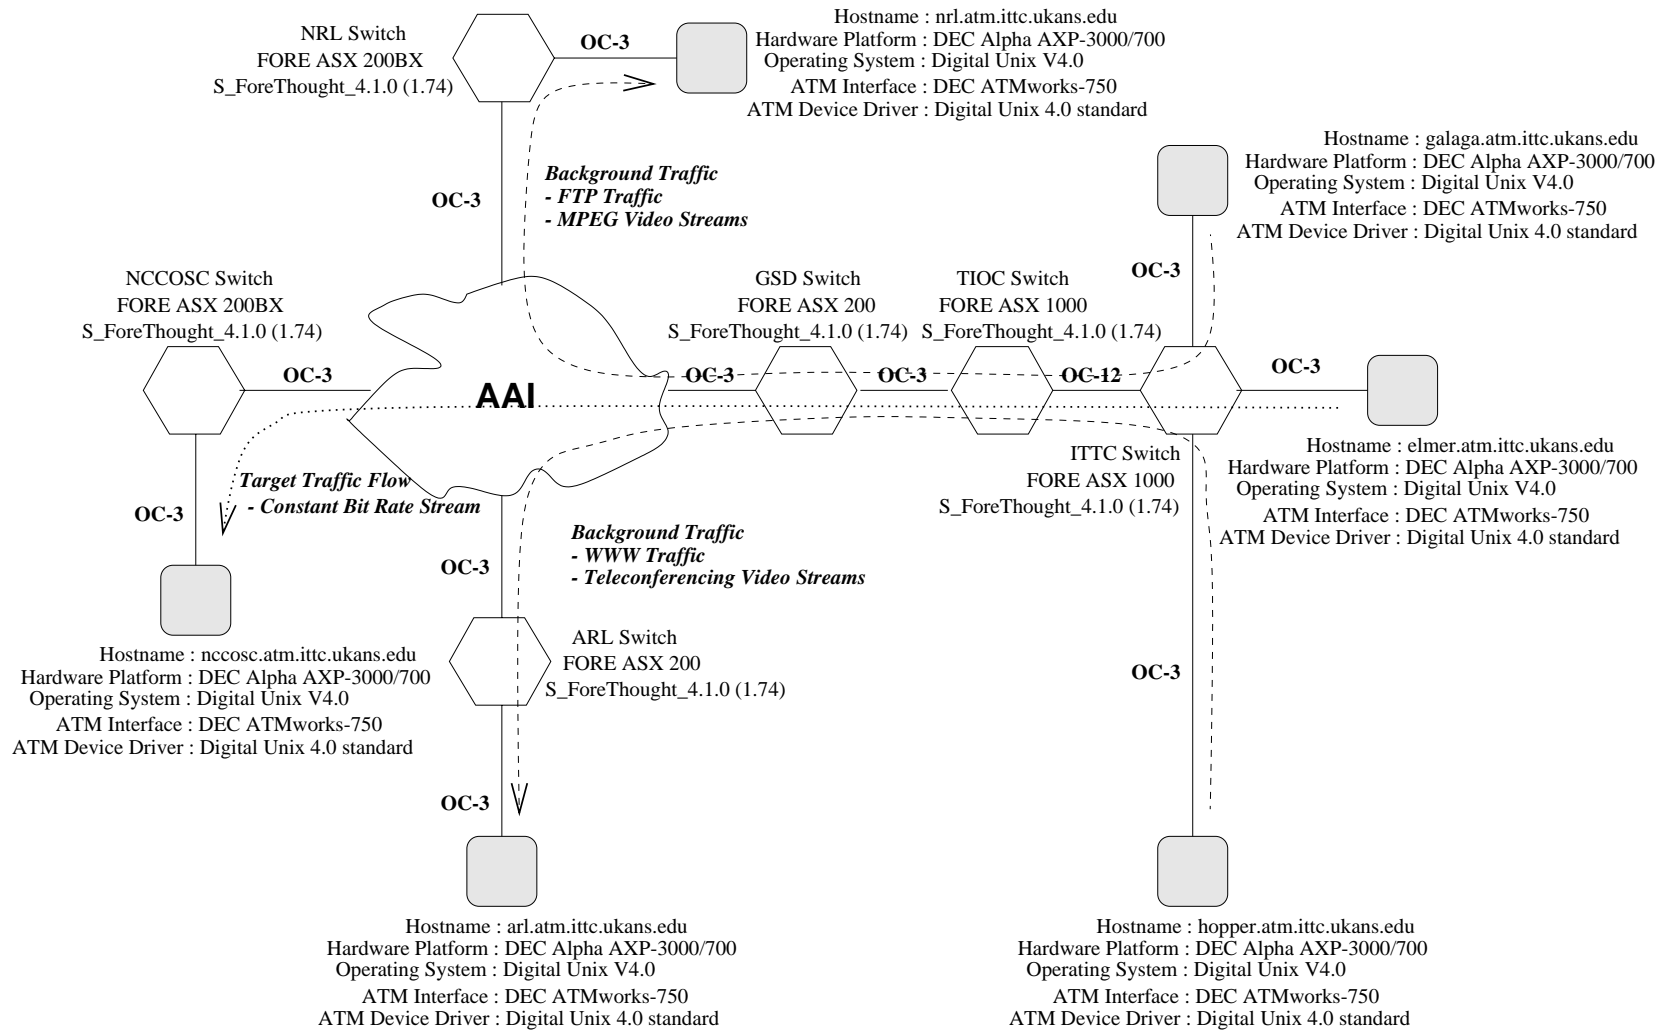 NRL Switch
FORE ASX 200BX
S_ForeThought_4.1.0 (1.74)
OC-3
Hostname : nrl.atm.ittc.ukans.edu
Hardware Platform : DEC Alpha AXP-3000/700
Operating System : Digital Unix V4.0
ATM Interface : DEC ATMworks-750
ATM Device Driver : Digital Unix 4.0 standard
Hostname : galaga.atm.ittc.ukans.edu
Hardware Platform : DEC Alpha AXP-3000/700
Operating System : Digital Unix V4.0
ATM Interface : DEC ATMworks-750
ATM Device Driver : Digital Unix 4.0 standard
Background Traffic
- FTP Traffic
- MPEG Video Streams
OC-3
OC-3
NCCOSC Switch
FORE ASX 200BX
S_ForeThought_4.1.0 (1.74)
GSD Switch
FORE ASX 200
S_ForeThought_4.1.0 (1.74)
TIOC Switch
FORE ASX 1000
S_ForeThought_4.1.0 (1.74)
OC-3
AAI
OC-3
OC-3
OC-12
OC-3
ITTC Switch
FORE ASX 1000
S_ForeThought_4.1.0 (1.74)
Hostname : elmer.atm.ittc.ukans.edu
Hardware Platform : DEC Alpha AXP-3000/700
Operating System : Digital Unix V4.0
ATM Interface : DEC ATMworks-750
ATM Device Driver : Digital Unix 4.0 standard
Target Traffic Flow
- Constant Bit Rate Stream
OC-3
Background Traffic
- WWW Traffic
- Teleconferencing Video Streams
OC-3
ARL Switch
FORE ASX 200
S_ForeThought_4.1.0 (1.74)
Hostname : nccosc.atm.ittc.ukans.edu
Hardware Platform : DEC Alpha AXP-3000/700
Operating System : Digital Unix V4.0
ATM Interface : DEC ATMworks-750
ATM Device Driver : Digital Unix 4.0 standard
OC-3
OC-3
Hostname : arl.atm.ittc.ukans.edu
Hardware Platform : DEC Alpha AXP-3000/700
Operating System : Digital Unix V4.0
ATM Interface : DEC ATMworks-750
ATM Device Driver : Digital Unix 4.0 standard
Hostname : hopper.atm.ittc.ukans.edu
Hardware Platform : DEC Alpha AXP-3000/700
Operating System : Digital Unix V4.0
ATM Interface : DEC ATMworks-750
ATM Device Driver : Digital Unix 4.0 standard